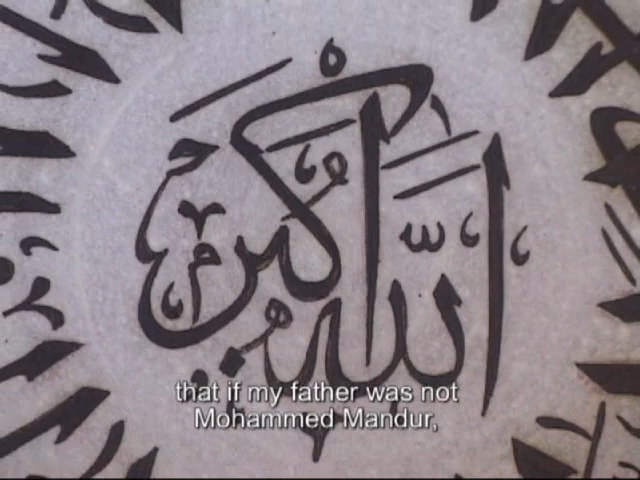 الله أكبر
that if my father was not
Mohammed Mandur,